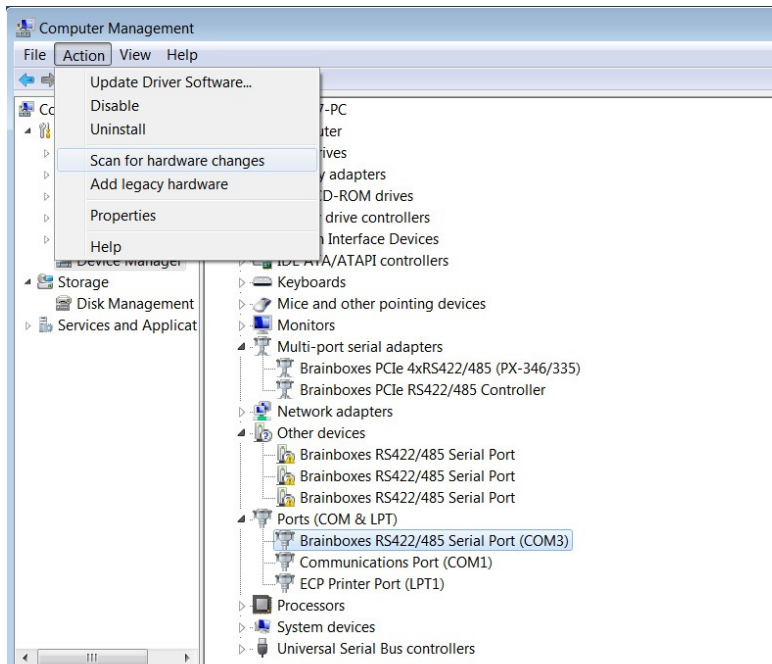 Computer Management
File Action View Help
Update Driver Software...
Disable
Uninstall
Scan for hardware changes
Add legacy hardware
Properties
Help
Co
7-PC
Device Manager
Storage
Disk Management
Services and Applicat
uter
ives
y adapters
CD-ROM drives
drive controllers
Interface Devices
IDE ATA/ATAPI controllers
Keyboards
Mice and other pointing devices
Monitors
Multi-port serial adapters
Brainboxes PCIe 4xRS422/485 (PX-346/335)
Brainboxes PCIe RS422/485 Controller
Network adapters
Other devices
Brainboxes RS422/485 Serial Port
Brainboxes RS422/485 Serial Port
Brainboxes RS422/485 Serial Port
Ports (COM & LPT)
Brainboxes RS422/485 Serial Port (COM3)
Communications Port (COM1)
ECP Printer Port (LPT1)
Processors
System devices
Universal Serial Bus controllers